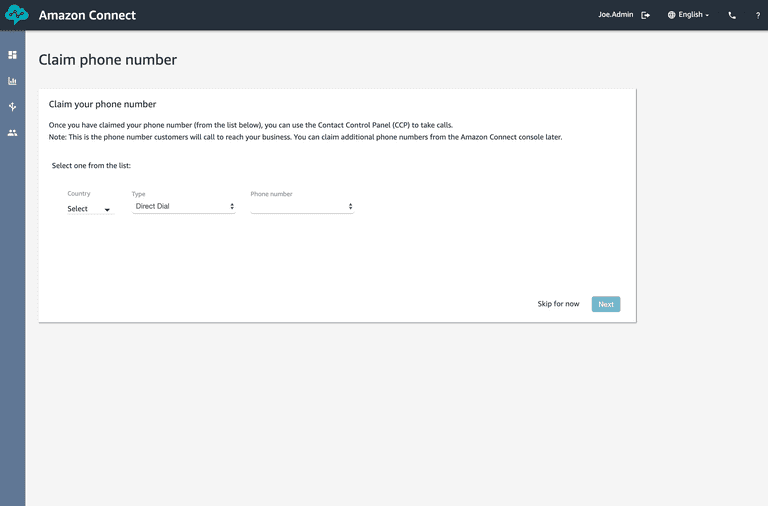 Amazon Connect
Joe.Admin
English
?
Claim phone number
Claim your phone number
Once you have claimed your phone number (from the list below), you can use the Contact Control Panel (CCP) to take calls.
Note: This is the phone number customers will call to reach your business. You can claim additional phone numbers from the Amazon Connect console later.
Select one from the list:
Country
Type
Phone number
Select
Direct Dial
Skip for now
Next